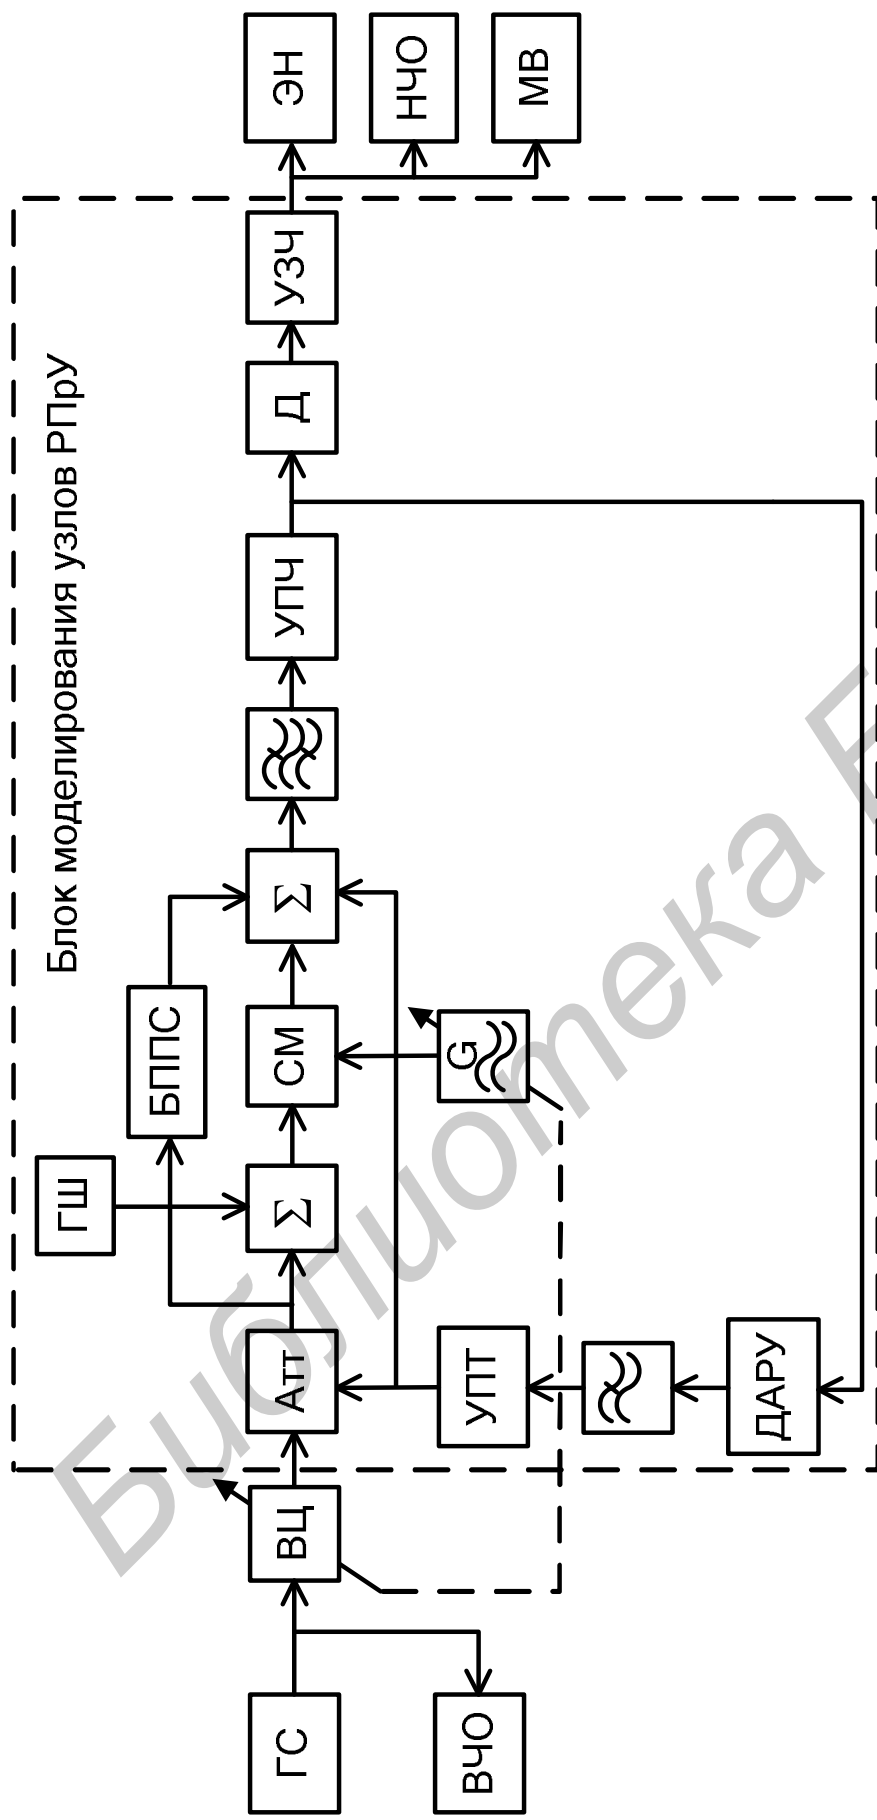 Блок моделирования узлов РПрУ
ГШ
БППС
ГС
ВЦ
Атт
Σ
СМ
Σ
УПЧ
Д
УЗЧ
ЭН
НЧО
МВ
ВЧО
УПТ
G
ДАРУ
Библиотека Б